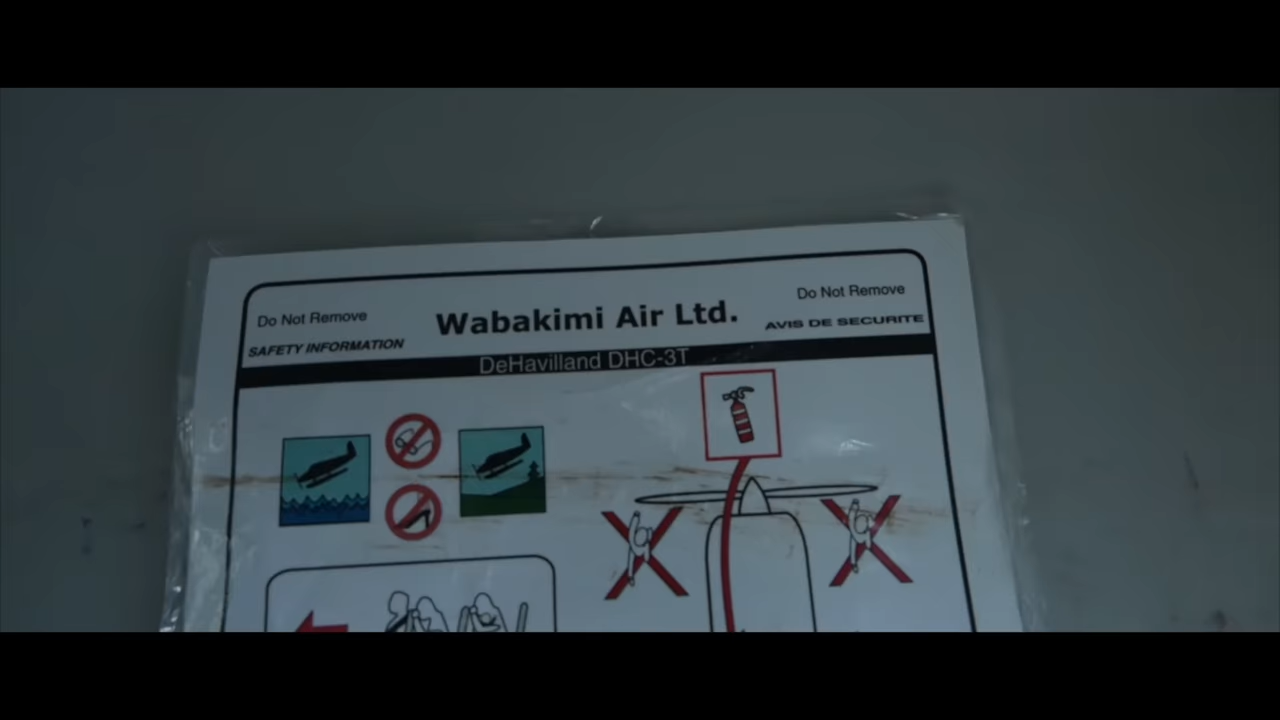 Do Not Remove
Wabakimi Air Ltd.
Do Not Remove
SAFETY INFORMATION
AVIS DE SECURITE
DeHavilland DHC-3T